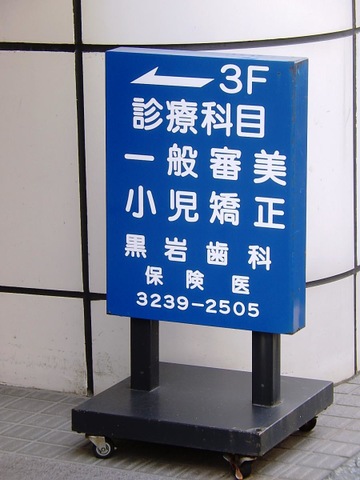 ← 3F
診療科目
一般審美
小児矯正
黒岩歯科
保険医
3239-2505